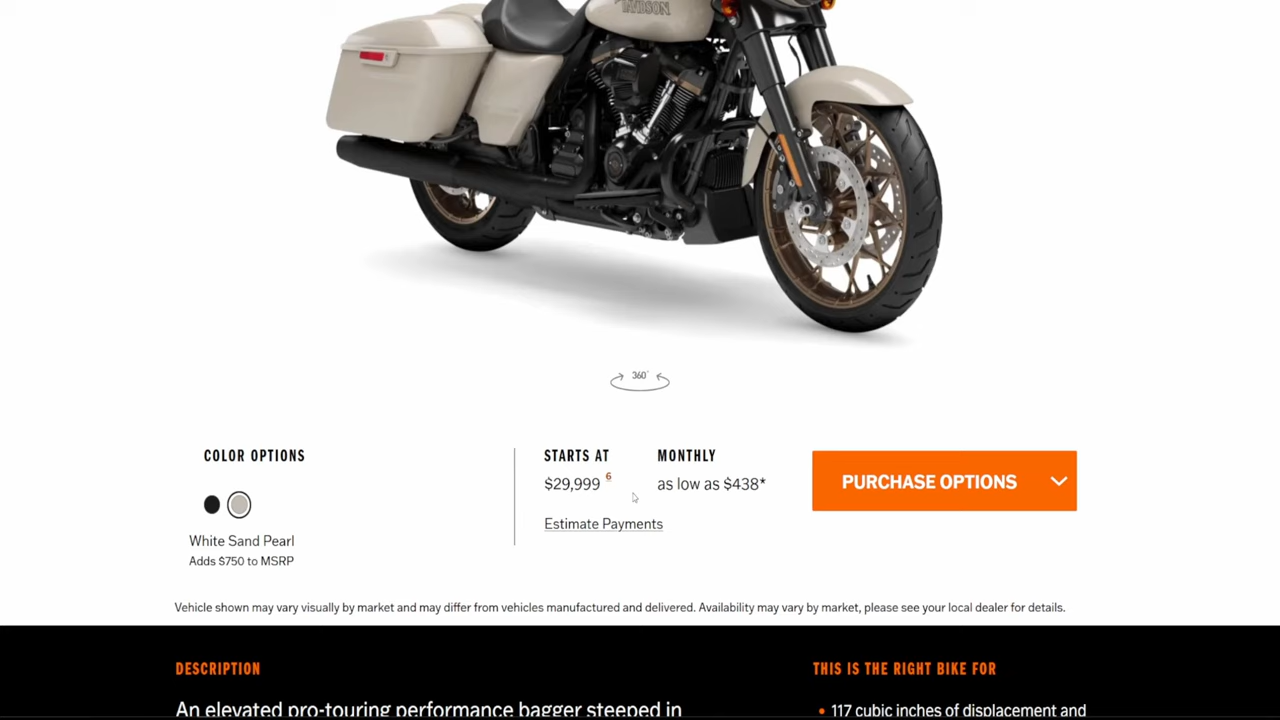 DAVIDSON
360°
COLOR OPTIONS
White Sand Pearl
Adds $750 to MSRP
STARTS AT
$29,999 6
Estimate Payments
MONTHLY
as low as $438*
PURCHASE OPTIONS
Vehicle shown may vary visually by market and may differ from vehicles manufactured and delivered. Availability may vary by market, please see your local dealer for details.
DESCRIPTION
An elevated pro-touring performance bagger steeped in
THIS IS THE RIGHT BIKE FOR
• 117 cubic inches of displacement and